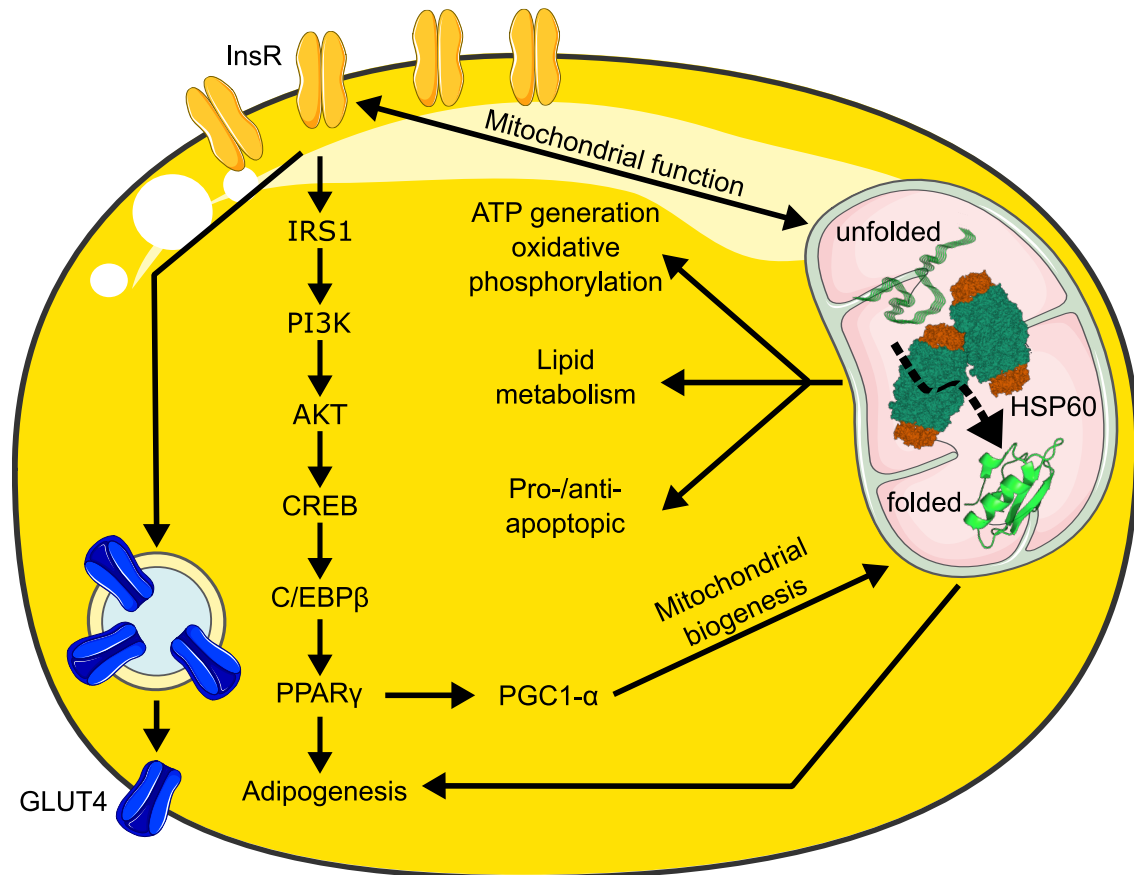 InsR
Mitochondrial function
IRS1
ATP generation
oxidative
phosphorylation
unfolded
PI3K
Lipid
metabolism
HSP60
AKT
CREB
Pro-/anti-
apoptopic
folded
C/EBPβ
Mitochondrial
biogenesis
PPARγ
PGC1-α
Adipogenesis
GLUT4